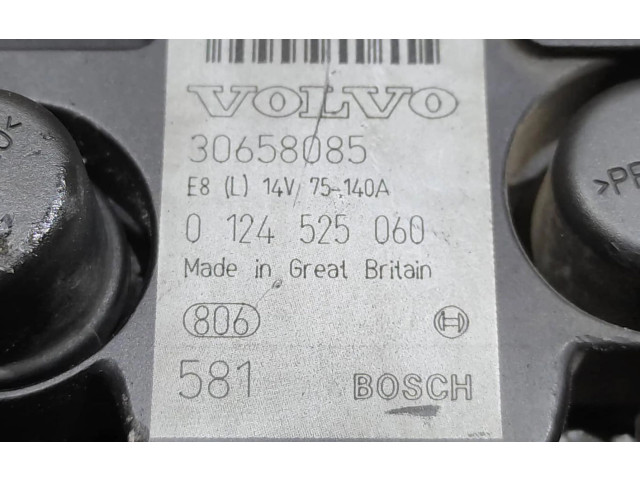 VOLVO
30658085
E8 (L) 14V/ 75-140A
0 124 525 060
Made in Great Britain
806
581 BOSCH